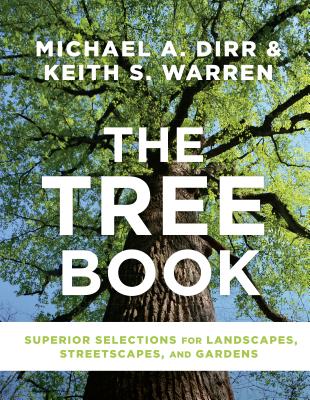 MICHAEL A. DIRR &
KEITH S. WARREN
THE
TREE
BOOK
SUPERIOR SELECTIONS FOR LANDSCAPES,
STREETSCAPES, AND GARDENS